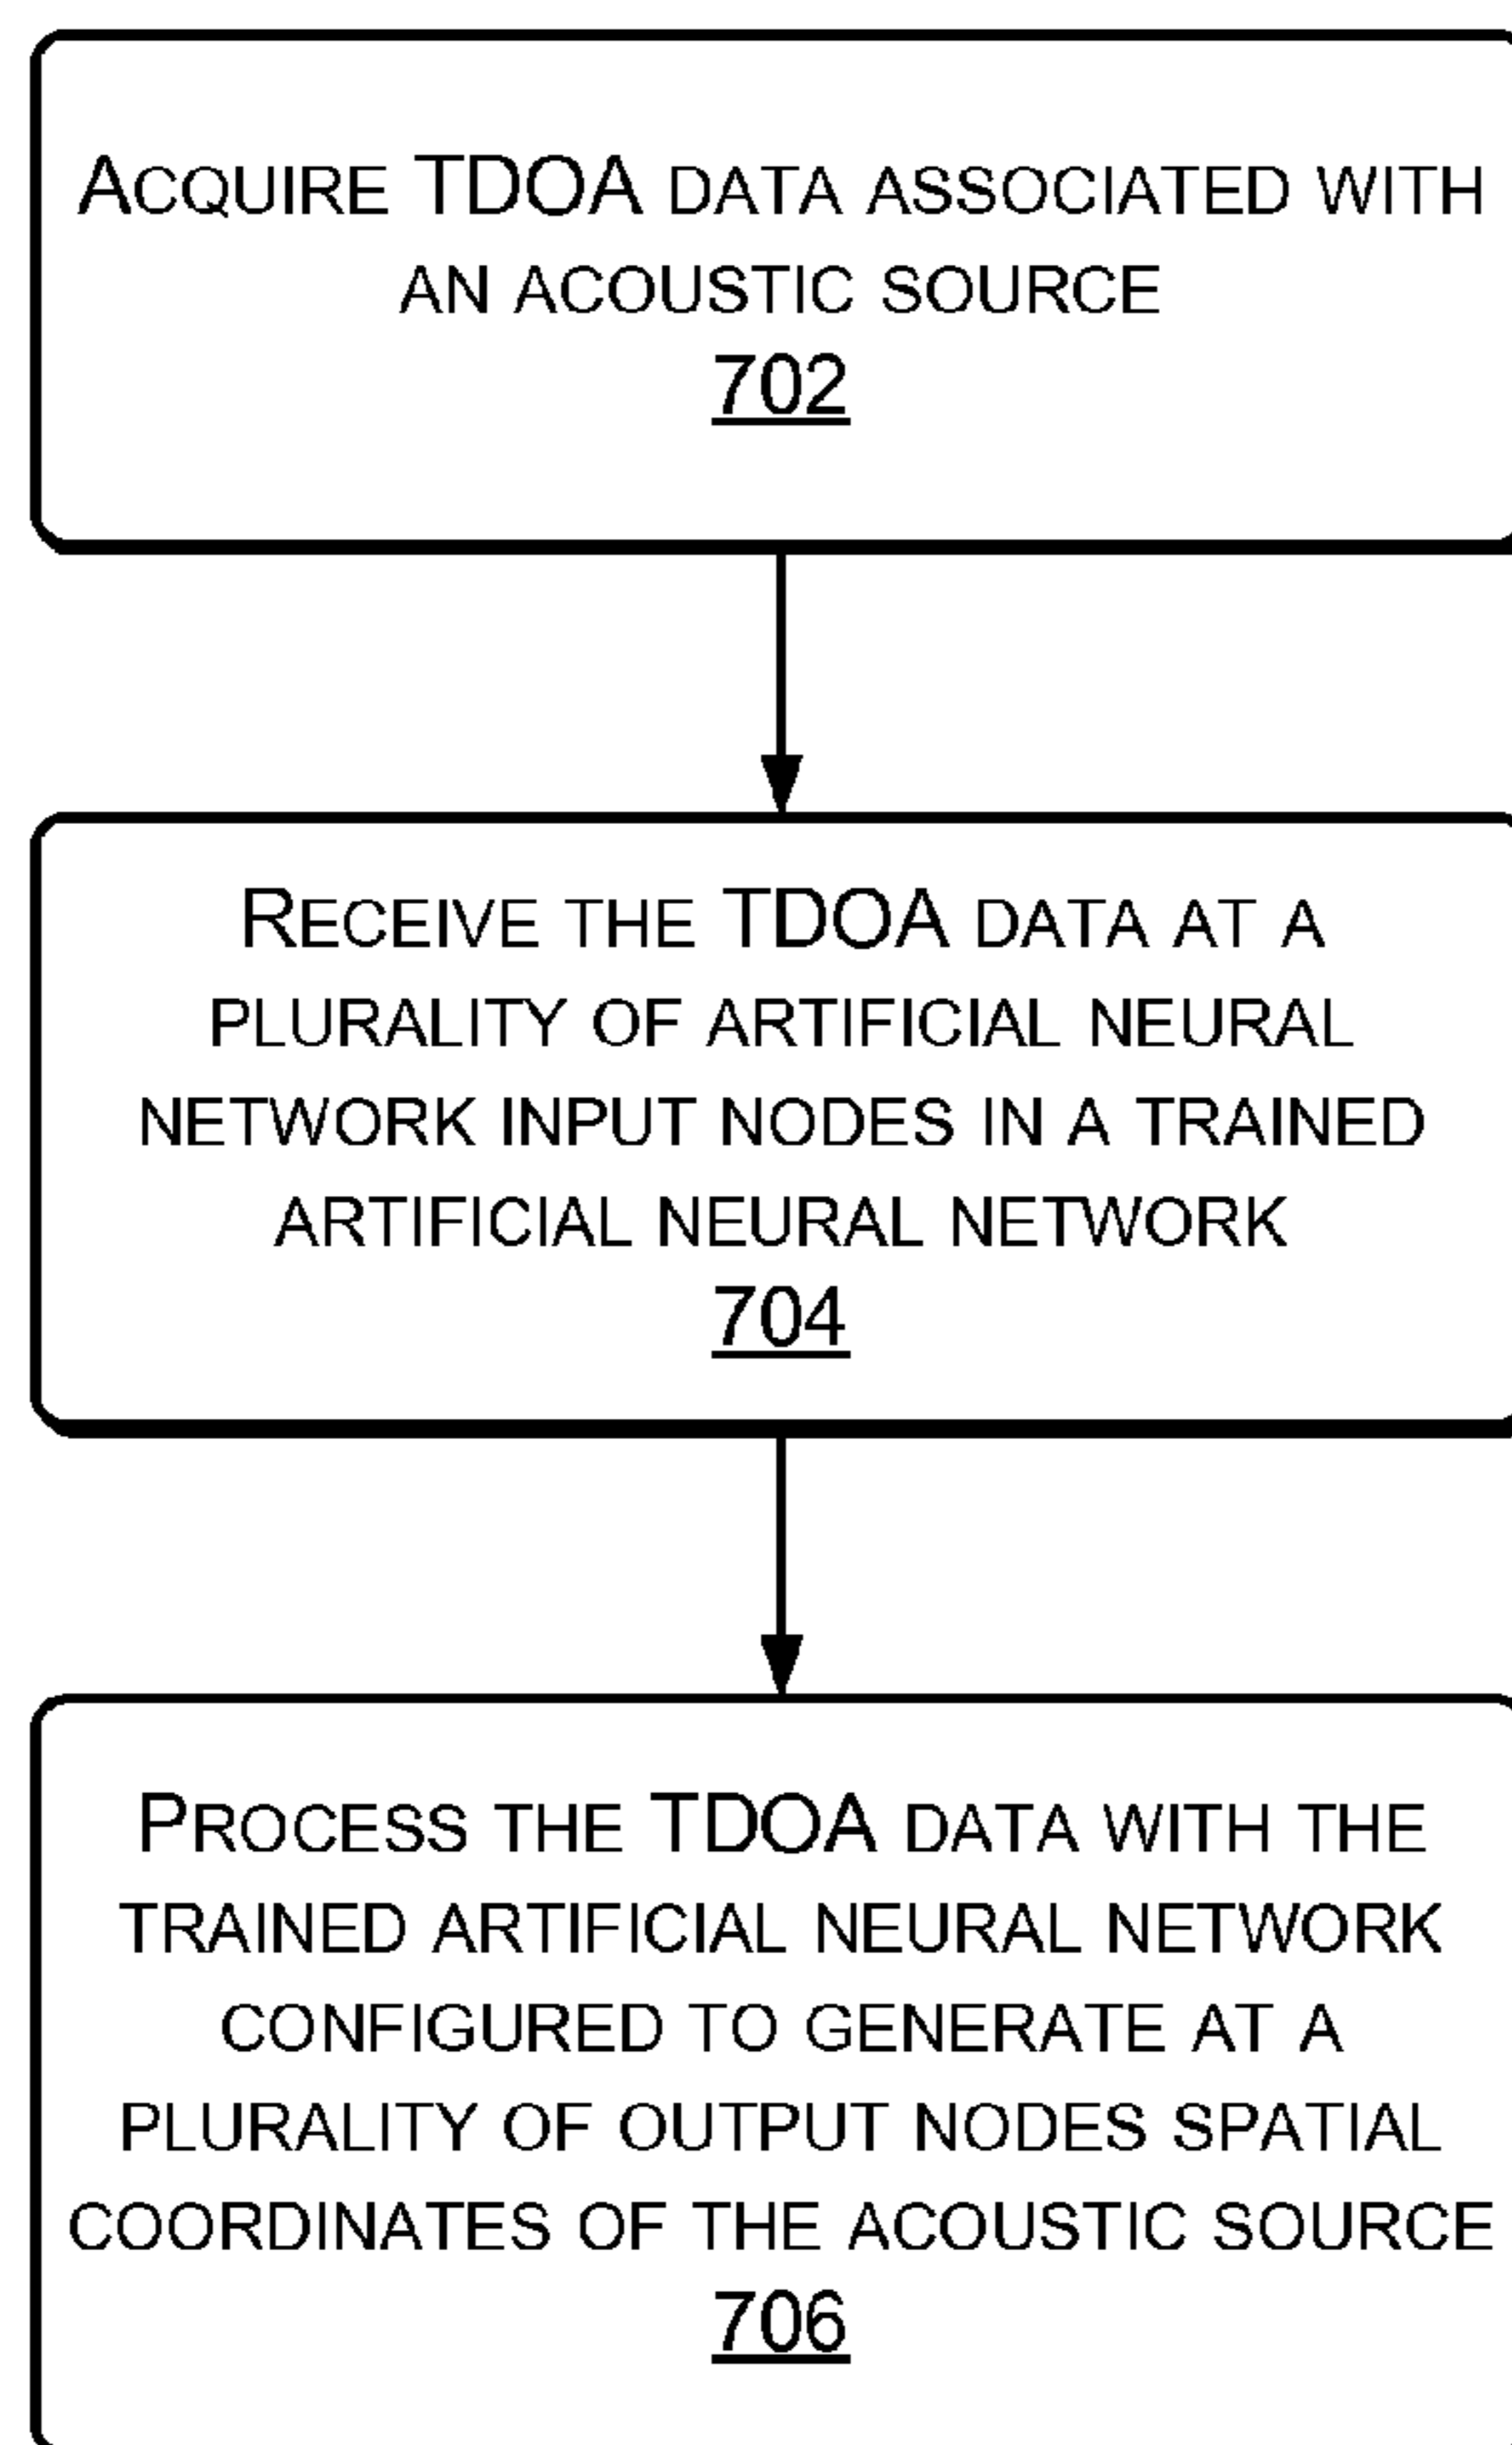 ACQUIRE TDOA DATA ASSOCIATED WITH
AN ACOUSTIC SOURCE
702
RECEIVE THE TDOA DATA AT A
PLURALITY OF ARTIFICIAL NEURAL
NETWORK INPUT NODES IN A TRAINED
ARTIFICIAL NEURAL NETWORK
704
PROCESS THE TDOA DATA WITH THE
TRAINED ARTIFICIAL NEURAL NETWORK
CONFIGURED TO GENERATE AT A
PLURALITY OF OUTPUT NODES SPATIAL
COORDINATES OF THE ACOUSTIC SOURCE
706